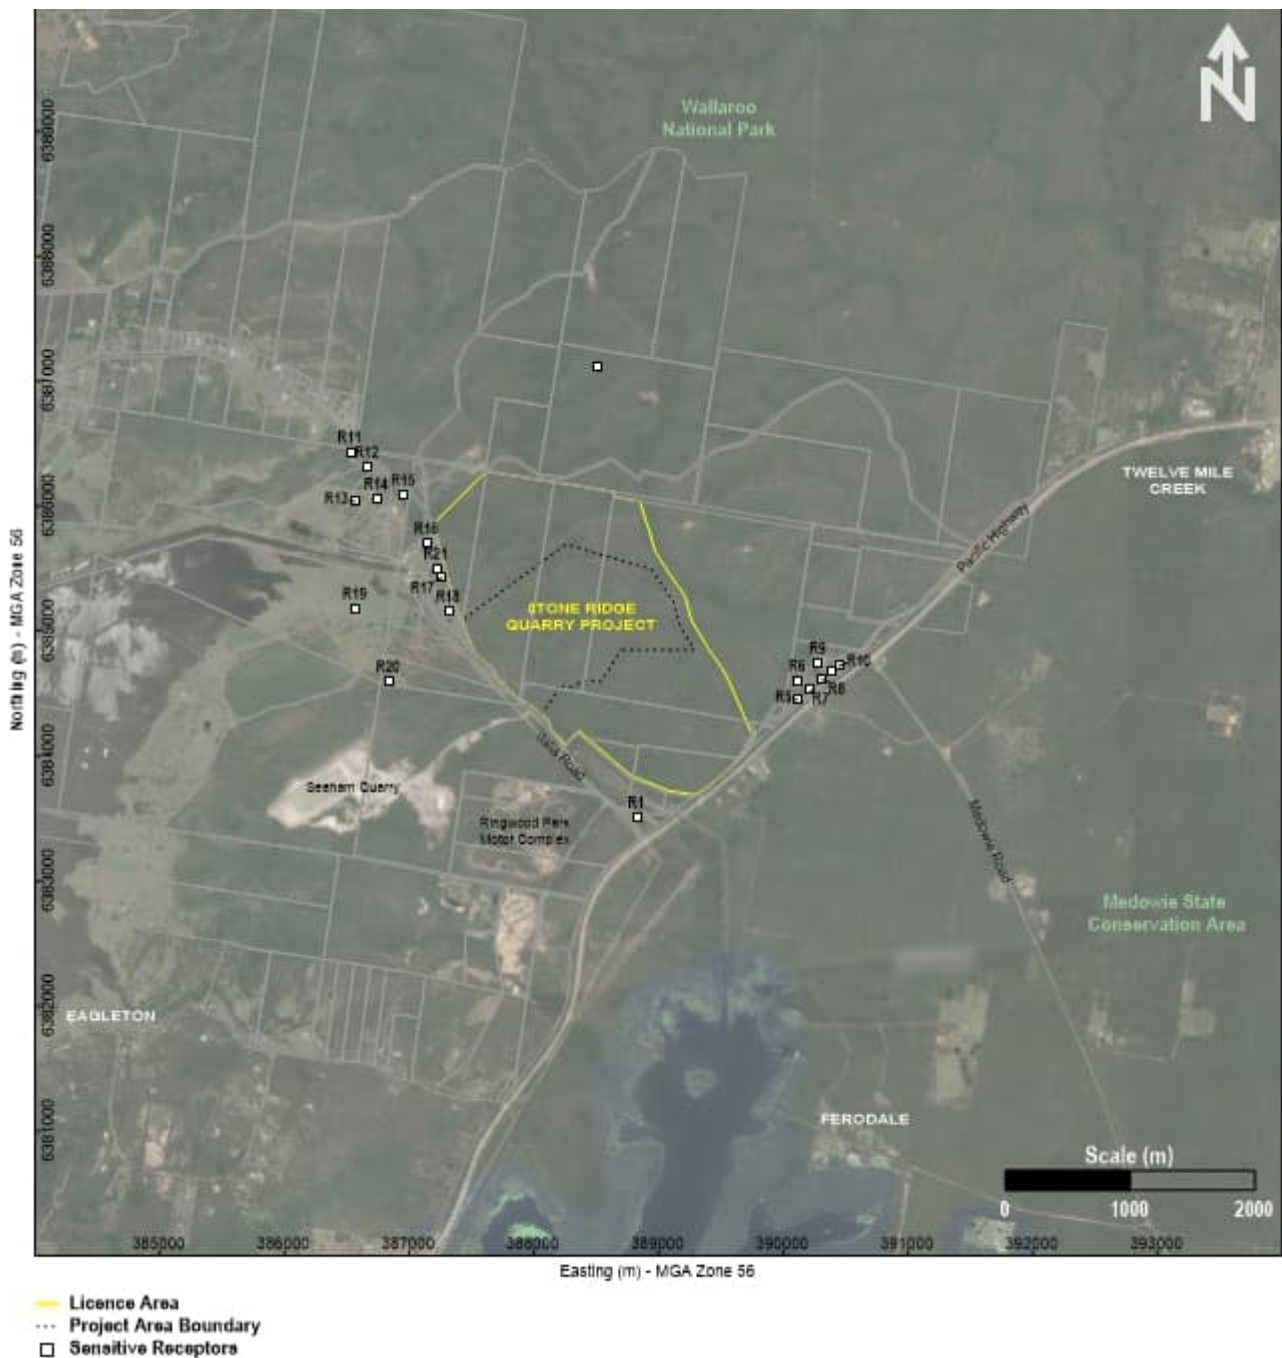 N
Wallaroo
National Park
6389000
6388000
6387000
6386000
6385000
6384000
6383000
6382000
6381000
Northing (m) - MGA Zone 56
R11
R12
R13
R14
R15
R16
R21
R17
R18
R19
R20
STONE RIDGE
QUARRY PROJECT
TWELVE MILE
CREEK
Pacific Highway
R9
R10
R6
R8
R5
R7
Road
Seaham Quarry
R1
Ringwood Park
Motor Complex
Medowie Road
Medowie State
Conservation Area
EAGLETON
FERODALE
Scale (m)
0 1000 2000
385000 386000 387000 388000 389000 390000 391000 392000 393000
Easting (m) - MGA Zone 56
Licence Area
Project Area Boundary
Sensitive Receptors